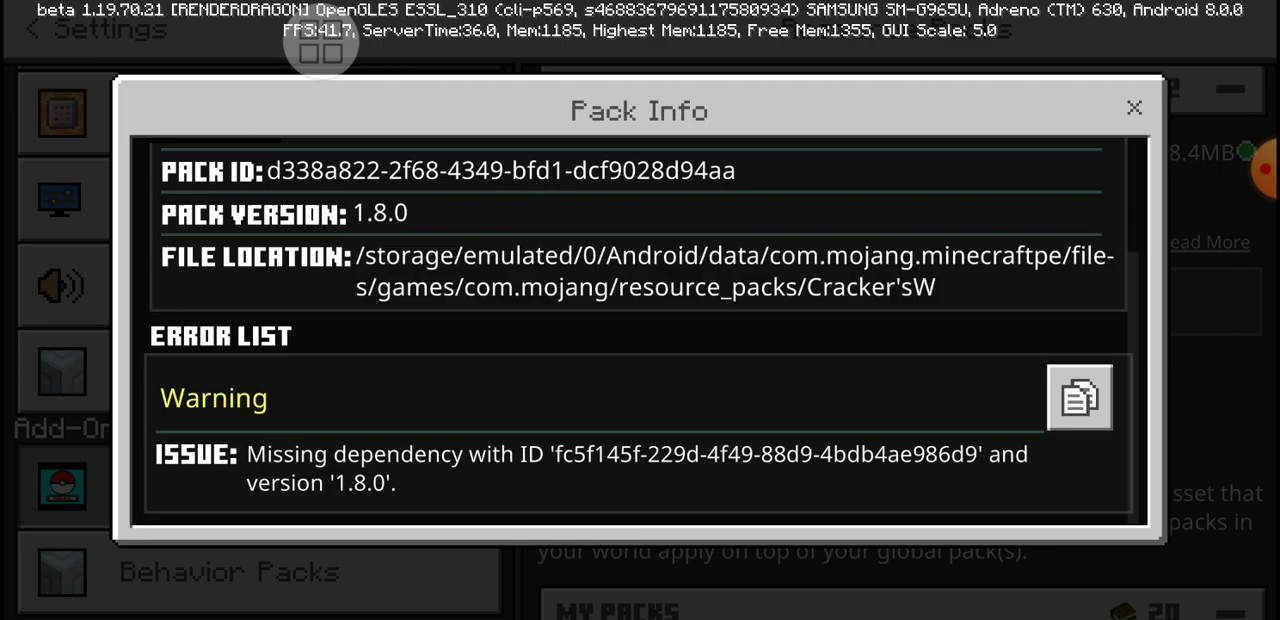 beta 1.19.70.21 [RENDERDRAGON] OpenGLES ESSL_310 (cli-p569, s4688367969117580934) SAMSUNG SM-G965U, Adreno (TM) 630, Android 8.0.0
FPS:41.7, ServerTime:36.0, Mem:1185, Highest Mem:1185, Free Mem:1355, GUI Scale: 5.0
Settings
Pack Info
8.4MB
PACK ID: d338a822-2f68-4349-bfd1-dcf9028d94aa
PACK VERSION: 1.8.0
ead More
FILE LOCATION: /storage/emulated/0/Android/data/com.mojang.minecraftpe/file-
s/games/com.mojang/resource_packs/Cracker'sW
ERROR LIST
Warning
Add-Or
ISSUE: Missing dependency with ID 'fc5f145f-229d-4f49-88d9-4bdb4ae986d9' and
version '1.8.0'.
sset that
packs in
your world apply on top of your global pack(s).
Behavior Packs
MY PACKS 20